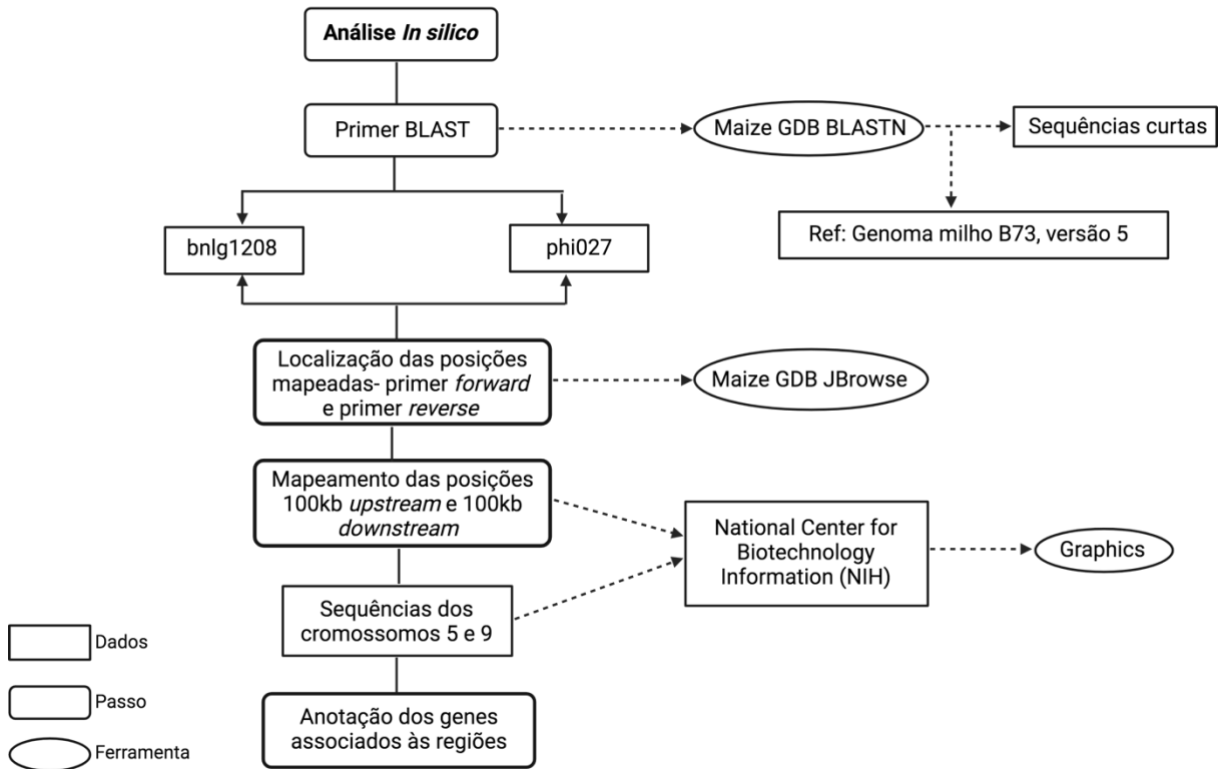 Análise In silico
Primer BLAST
Maize GDB BLASTN
Sequências curtas
Ref: Genoma milho B73, versão 5
bnlg1208
phi027
Localização das posições
mapeadas- primer forward
e primer reverse
Maize GDB JBrowse
Mapeamento das posições
100kb upstream e 100kb
downstream
National Center for
Biotechnology
Information (NIH)
Graphics
Sequências dos
cromossomos 5 e 9
Anotação dos genes
associados às regiões
Dados
Passo
Ferramenta